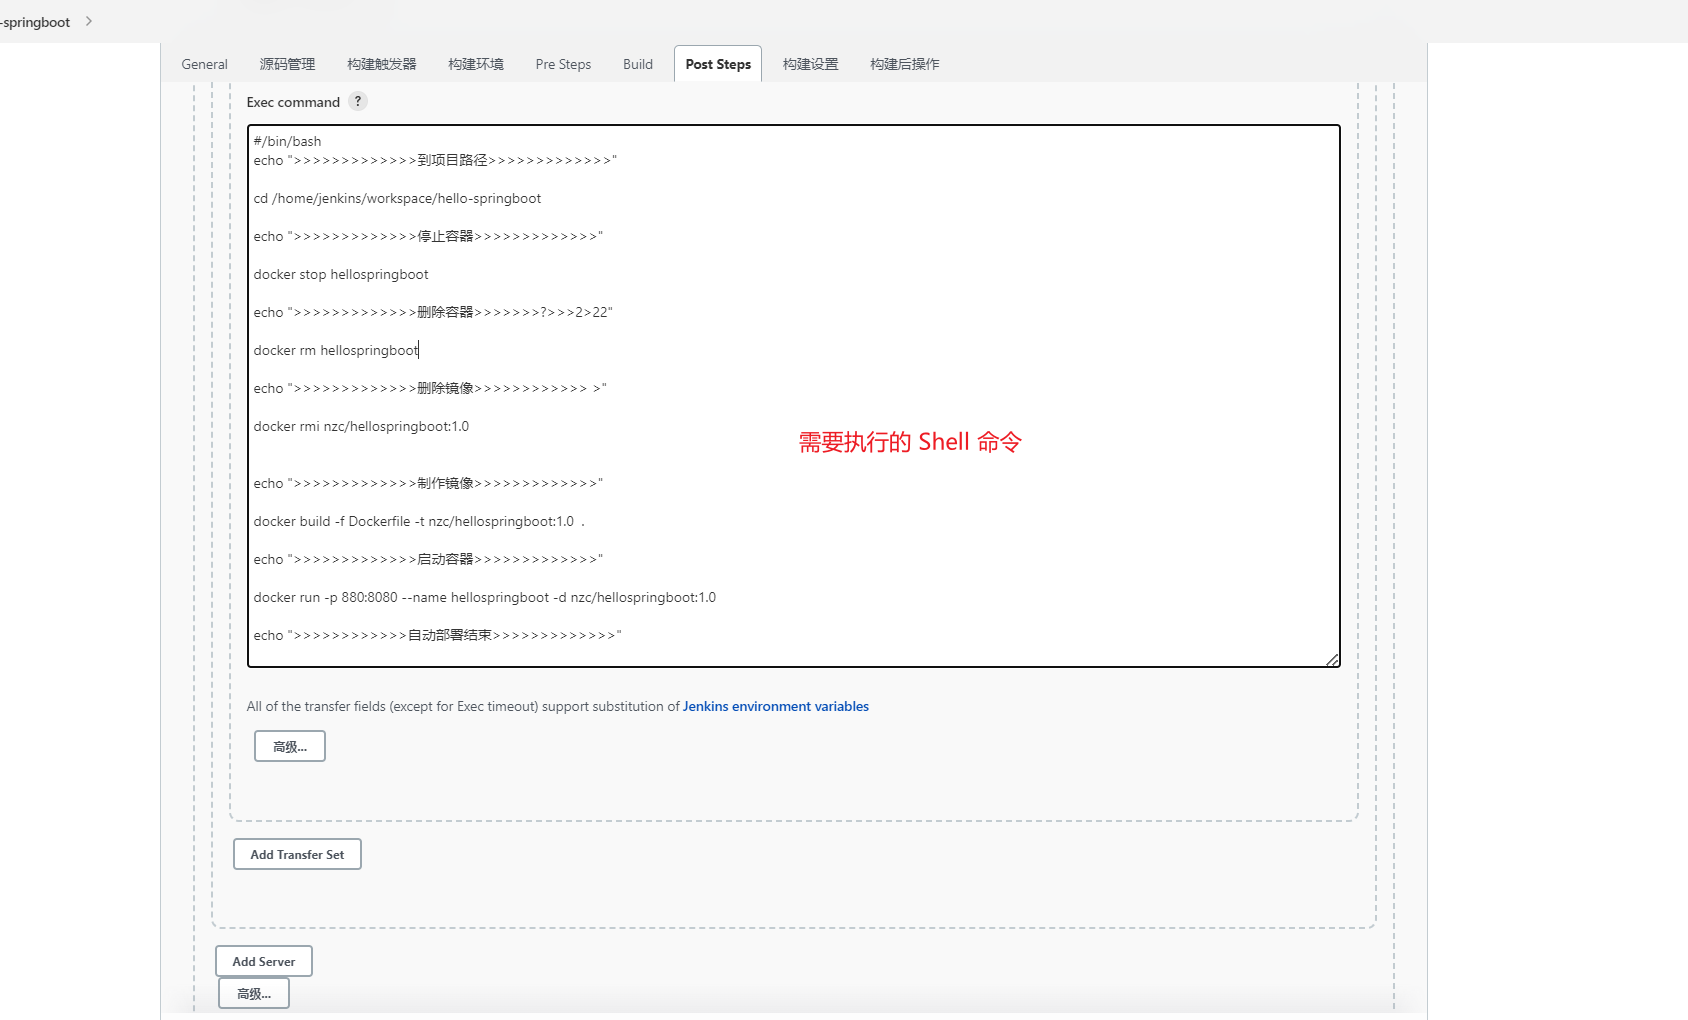 -springboot
General 源码管理 构建触发器 构建环境 Pre Steps Build Post Steps 构建设置 构建后操作
Exec command ?
#/bin/bash
echo ">>>>>>>>>>>>>到项目路径>>>>>>>>>>>>>"
cd /home/jenkins/workspace/hello-springboot
echo ">>>>>>>>>>>>>停止容器>>>>>>>>>>>>>"
docker stop hellospringboot
echo ">>>>>>>>>>>>>删除容器>>>>>>>?>>>2>22"
docker rm hellospringboot
echo ">>>>>>>>>>>>>删除镜像>>>>>>>>>>>> >"
docker rmi nzc/hellospringboot:1.0
需要执行的 Shell 命令
echo ">>>>>>>>>>>>>制作镜像>>>>>>>>>>>>>"
docker build -f Dockerfile -t nzc/hellospringboot:1.0  .
echo ">>>>>>>>>>>>>启动容器>>>>>>>>>>>>>"
docker run -p 880:8080 --name hellospringboot -d nzc/hellospringboot:1.0
echo ">>>>>>>>>>>>自动部署结束>>>>>>>>>>>>>"
All of the transfer fields (except for Exec timeout) support substitution of Jenkins environment variables
高级...
Add Transfer Set
Add Server
高级...